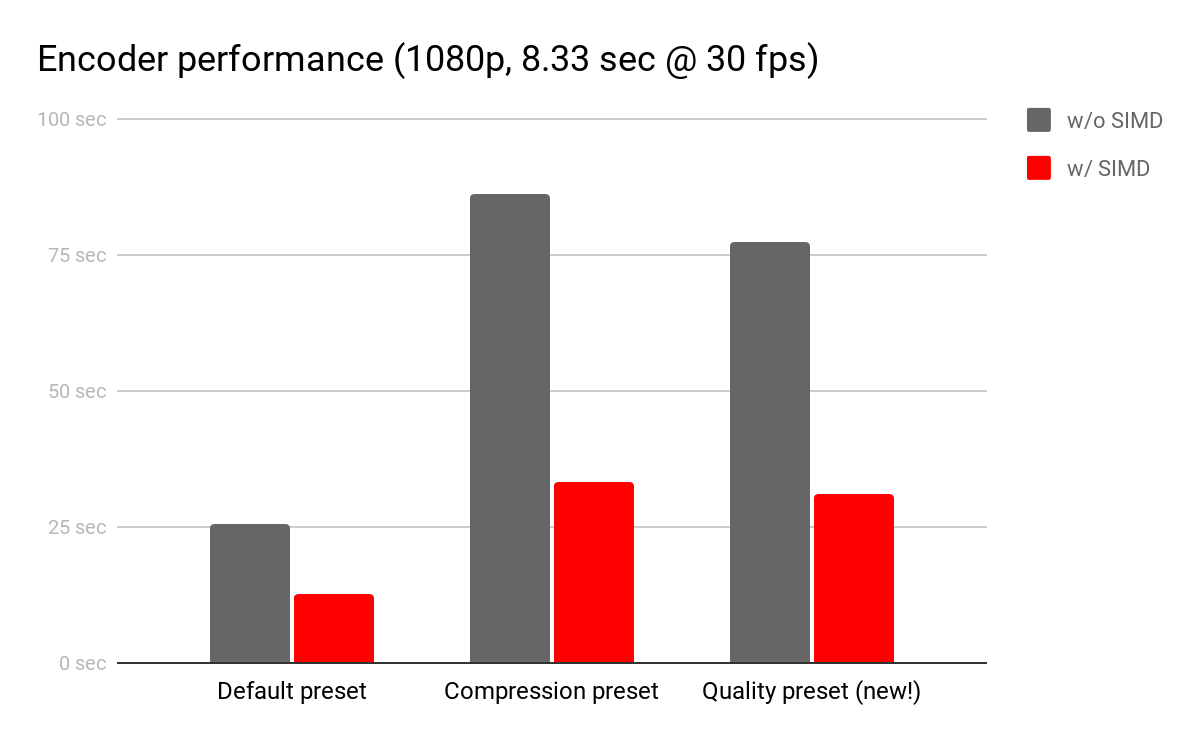 Encoder performance (1080p, 8.33 sec @ 30 fps)
100 sec
w/o SIMD
w/ SIMD
75 sec
50 sec
25 sec
0 sec
Default preset
Compression preset
Quality preset (new!)